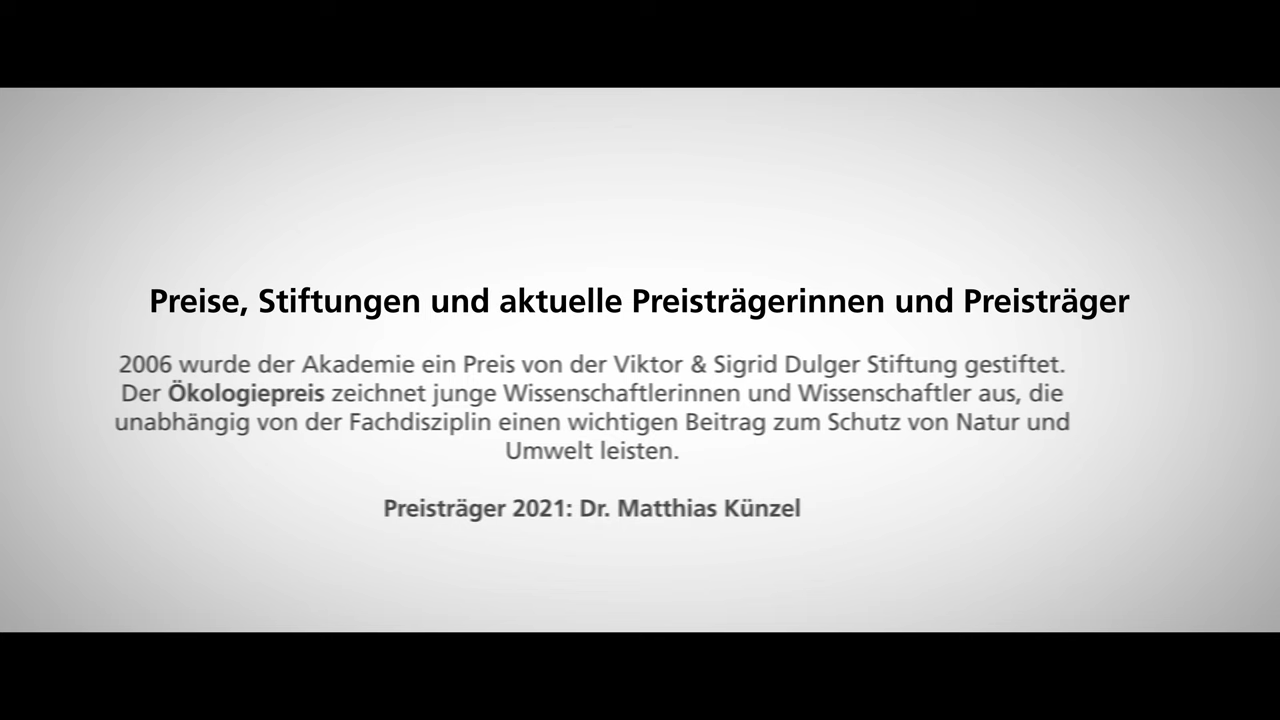 Preise, Stiftungen und aktuelle Preisträgerinnen und Preisträger
2006 wurde der Akademie ein Preis von der Viktor & Sigrid Dulger Stiftung gestiftet.
Der Ökologiepreis zeichnet junge Wissenschaftlerinnen und Wissenschaftler aus, die
unabhängig von der Fachdisziplin einen wichtigen Beitrag zum Schutz von Natur und
Umwelt leisten.
Preisträger 2021: Dr. Matthias Künzel